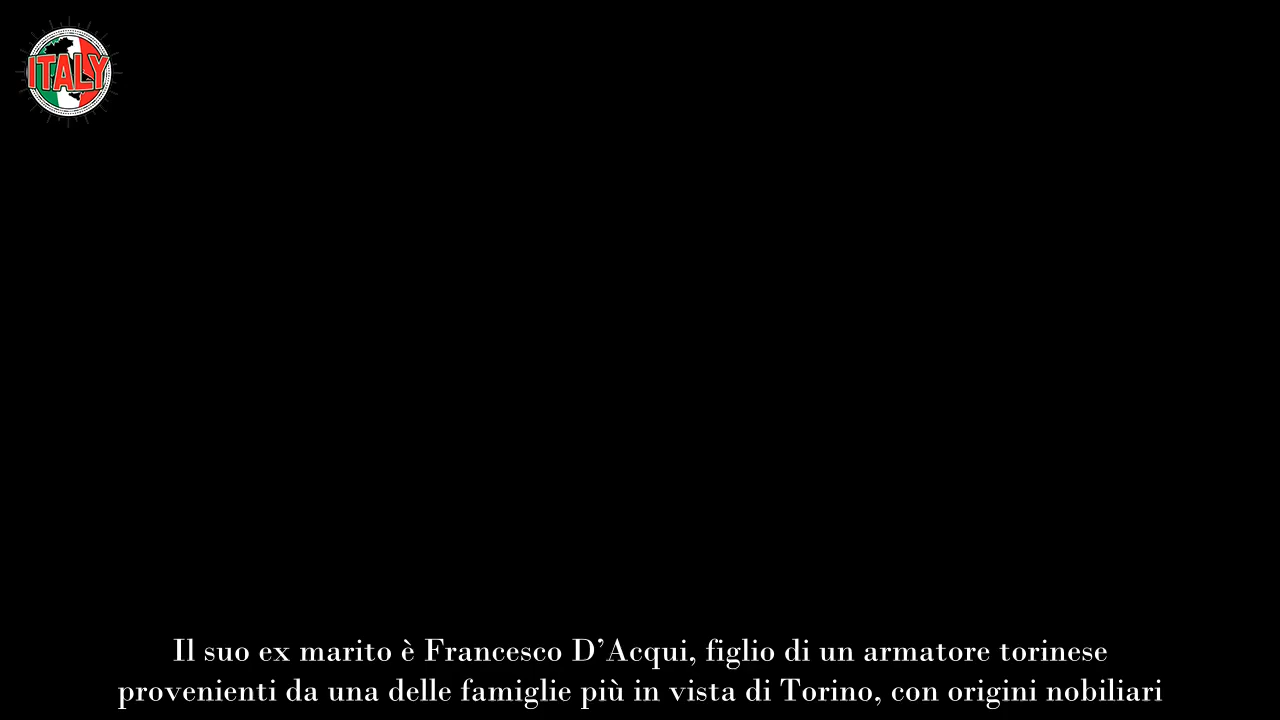 ITALY
Il suo ex marito è Francesco D’Acqui, figlio di un armatore torinese
provenienti da una delle famiglie più in vista di Torino, con origini nobiliari